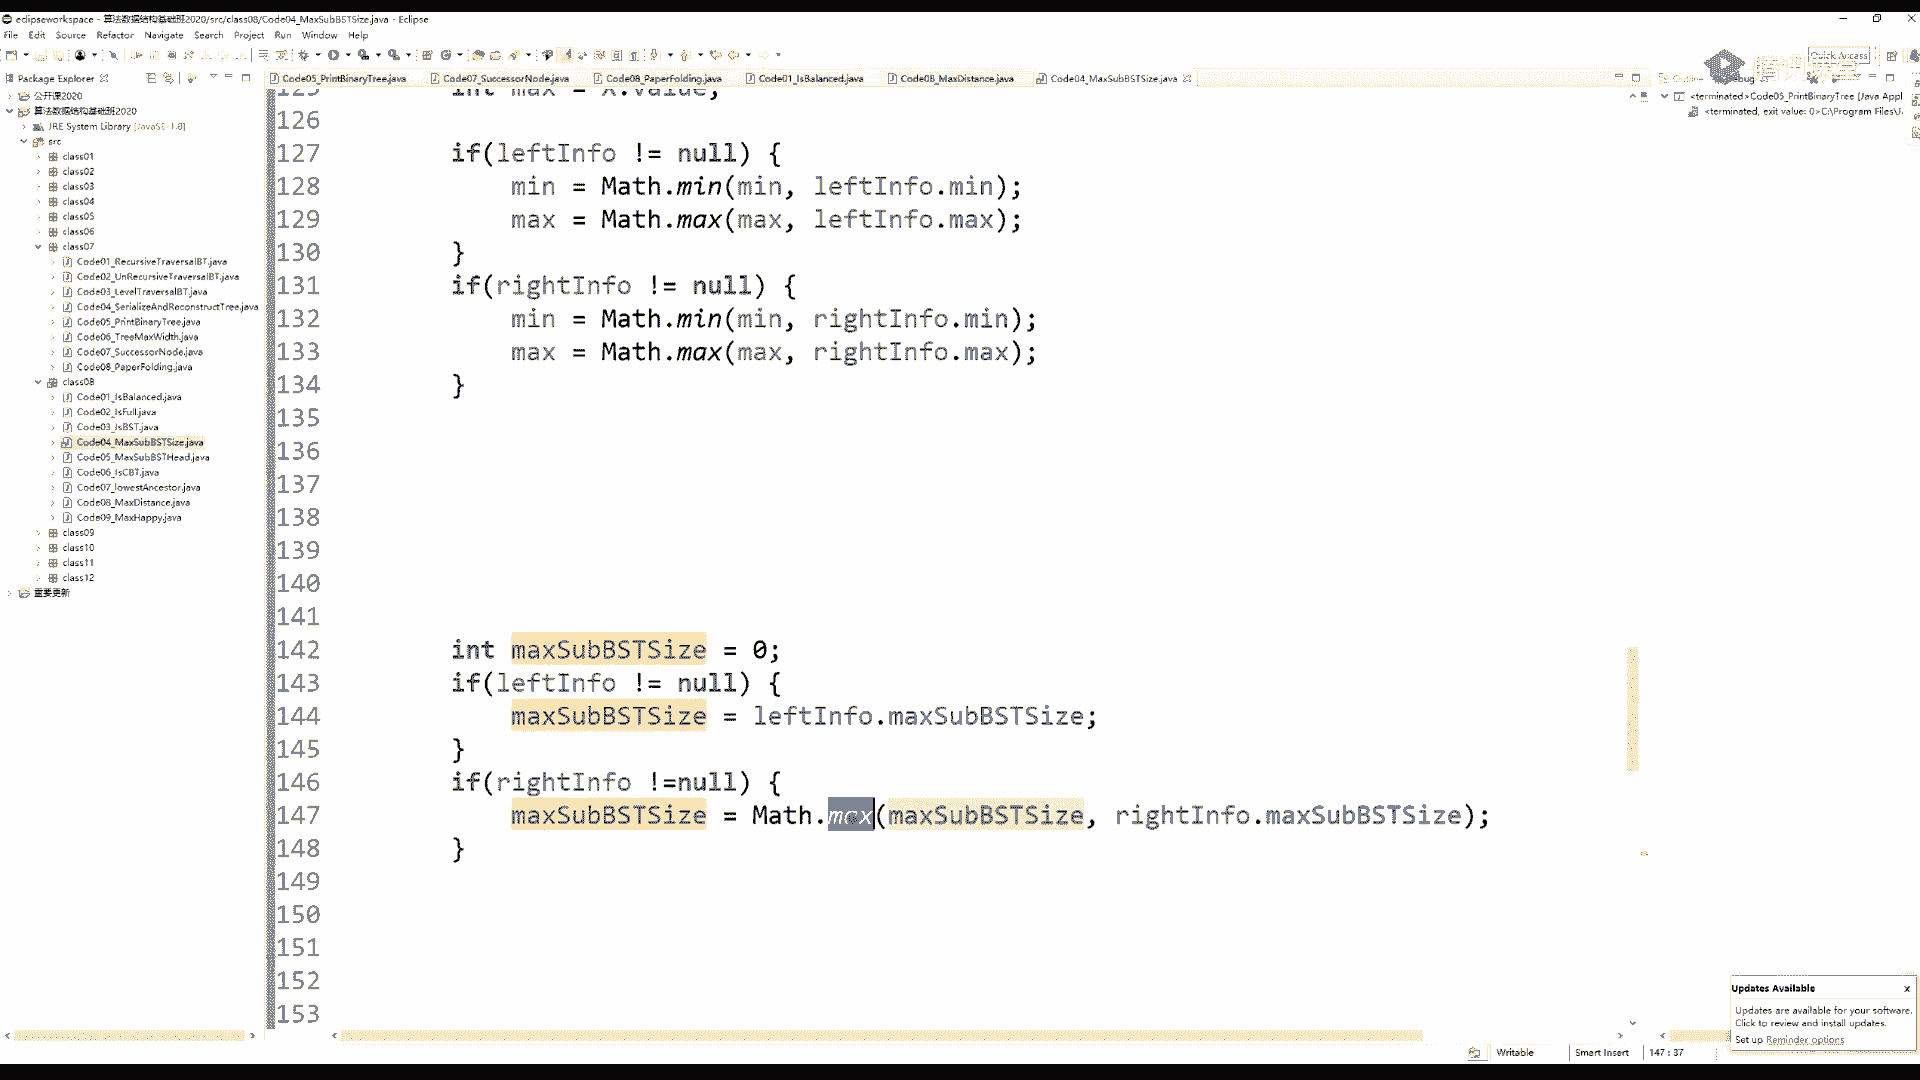 eclipseworkspace - 算法数据结构基础班2020/src/class08/Code04_MaxSubBSTSize.java - Eclipse
File Edit Source Refactor Navigate Search Project Run Window Help
Quick Access
Package Explorer
Code05_PrintBinaryTree.java
Code07_SuccessorNode.java
Code08_PaperFolding.java
Code01_IsBalanced.java
Code08_MaxDistance.java
Code04_MaxSubBSTSize.java
公开课2020
算法数据结构基础班2020
JRE System Library [JavaSE-1.8]
src
class01
class02
class03
class04
class05
class06
class07
Code01_RecursiveTraversalBT.java
Code02_UnRecursiveTraversalBT.java
Code03_LevelTraversalBT.java
Code04_SerializeAndReconstructTree.java
Code05_PrintBinaryTree.java
Code06_TreeMaxWidth.java
Code07_SuccessorNode.java
Code08_PaperFolding.java
class08
Code01_IsBalanced.java
Code02_IsFull.java
Code03_IsBST.java
Code04_MaxSubBSTSize.java
Code05_MaxSubBSTHead.java
Code06_IsCBT.java
Code07_lowestAncestor.java
Code08_MaxDistance.java
Code09_MaxHappy.java
class09
class10
class11
class12
重要更新
125 int max = X.value;
126
127 if(leftInfo != null) {
128 min = Math.min(min, leftInfo.min);
129 max = Math.max(max, leftInfo.max);
130 }
131 if(rightInfo != null) {
132 min = Math.min(min, rightInfo.min);
133 max = Math.max(max, rightInfo.max);
134 }
135
136
137
138
139
140
141
142 int maxSubBSTSize = 0;
143 if(leftInfo != null) {
144 maxSubBSTSize = leftInfo.maxSubBSTSize;
145 }
146 if(rightInfo !=null) {
147 maxSubBSTSize = Math.max(maxSubBSTSize, rightInfo.maxSubBSTSize);
148 }
149
150
151
152
153
<terminated>Code05_PrintBinaryTree [Java Appl
<terminated, exit value: 0>C:\Program Files\J
Updates Available
Updates are available for your software.
Click to review and install updates.
Set up Reminder options
Writable
Smart Insert
147 : 37